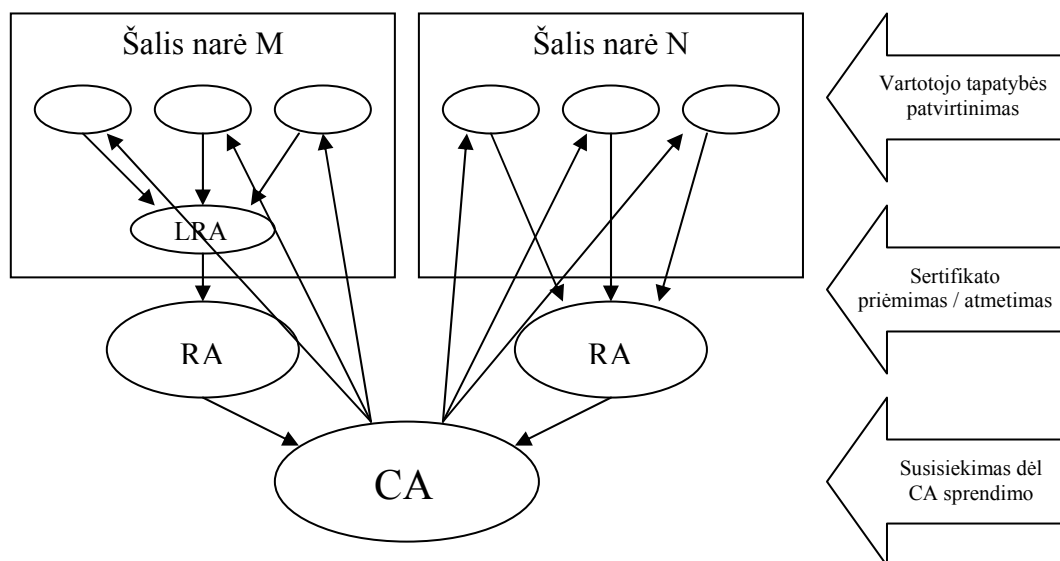 Šalis narė M
Šalis narė N
Vartotojo tapatybės
patvirtinimas
LRA
Sertifikato
priėmimas / atmetimas
RA
RA
CA
Susisiekimas dėl
CA sprendimo